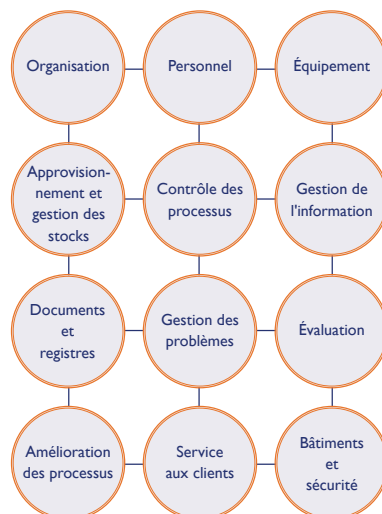 Organisation
Personnel
Équipement
Approvision-
nement et
gestion des
stocks
Contrôle des
processus
Gestion de
l'information
Documents
et
registres
Gestion des
problèmes
Évaluation
Amélioration
des processus
Service
aux clients
Bâtiments
et
sécurité